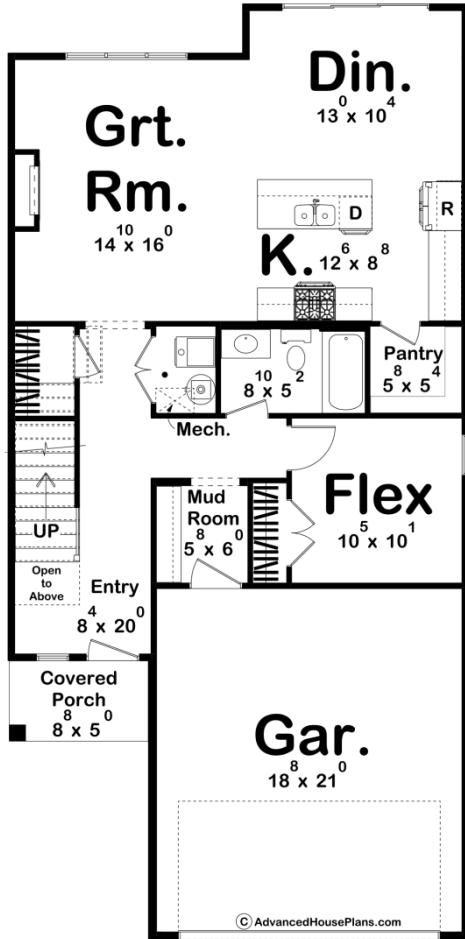 Din.
13⁰ x 10⁴
Grt.
Rm.
14¹⁰ x 16⁰
D
R
K. 12⁶ x 8⁸
Pantry
5⁸ x 5⁴
8¹⁰ x 5²
Mech.
Flex
10⁵ x 10¹
Mud
Room
5⁸ x 6⁰
UP
Open
to
Above
Entry
8⁴ x 20⁰
Covered
Porch
8⁸ x 5⁰
Gar.
18⁸ x 21⁰
© AdvancedHousePlans.com